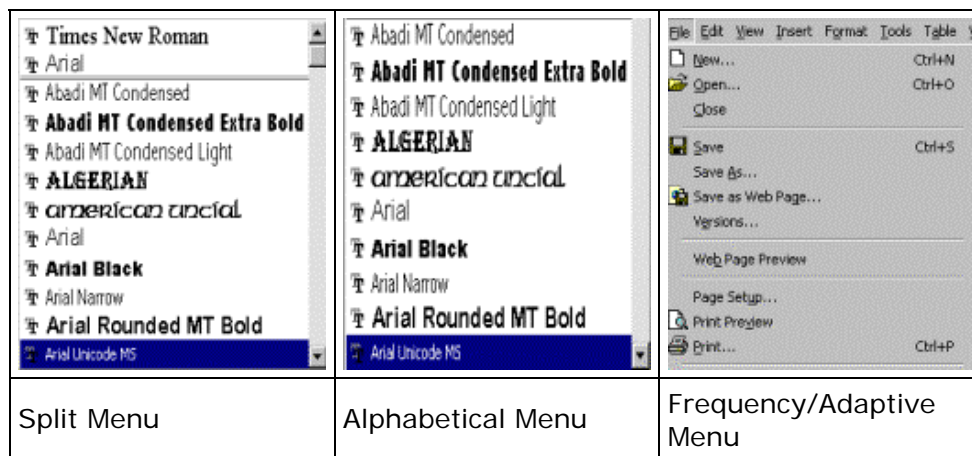 Times New Roman
Arial
Abadi MT Condensed
Abadi MT Condensed Extra Bold
Abadi MT Condensed Light
ALGERIAN
american uncial
Arial
Arial Black
Arial Narrow
Arial Rounded MT Bold
Arial Unicode MS
Abadi MT Condensed
Abadi MT Condensed Extra Bold
Abadi MT Condensed Light
ALGERIAN
american uncial
Arial
Arial Black
Arial Narrow
Arial Rounded MT Bold
Arial Unicode MS
File Edit View Insert Format Tools Table
New... Ctrl+N
Open... Ctrl+O
Close
Save Ctrl+S
Save As...
Save as Web Page...
Versions...
Web Page Preview
Page Setup...
Print Preview
Print... Ctrl+P
Split Menu
Alphabetical Menu
Frequency/Adaptive
Menu